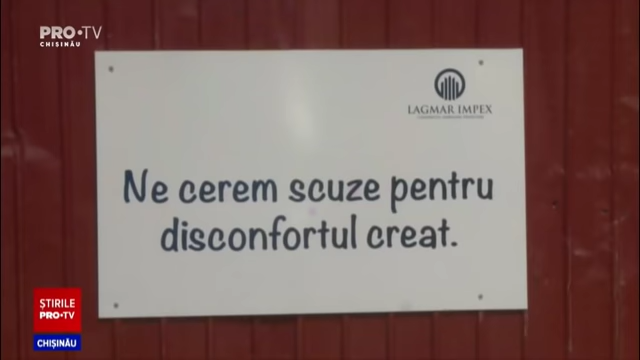 PRO•TV
CHIȘINĂU
LAGMAR IMPEX
Ne cerem scuze pentru
disconfortul creat.
ȘTIRILE
PRO•TV
CHIȘINĂU